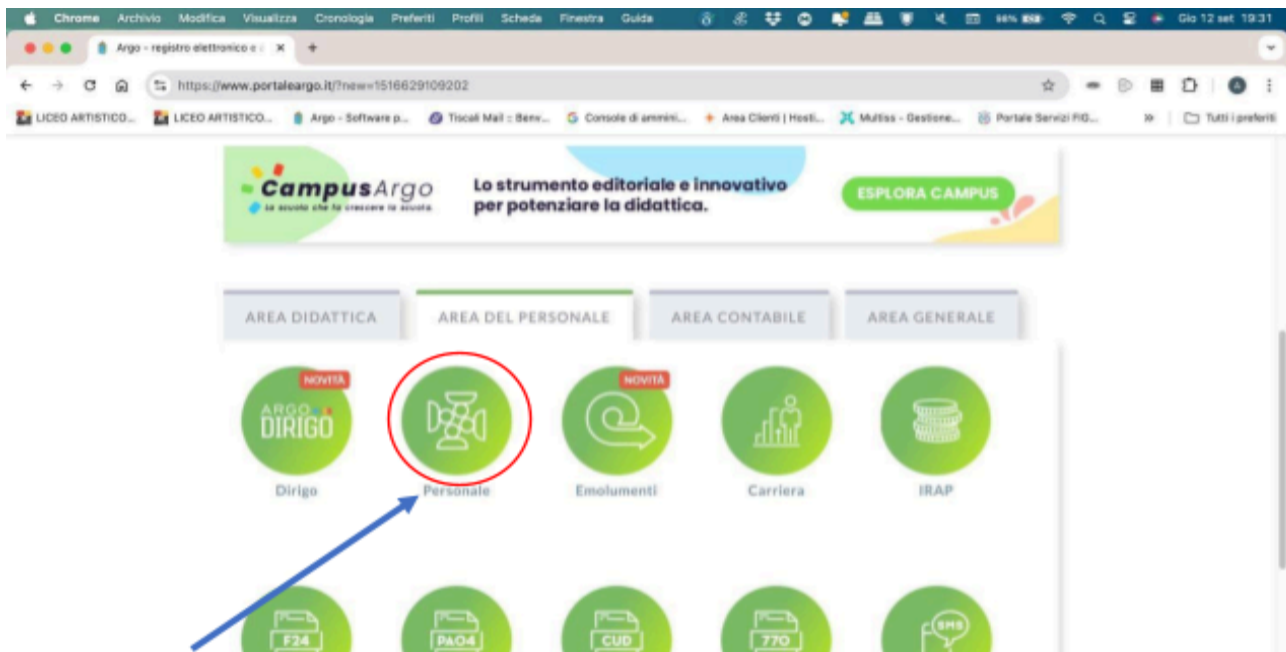 Chrome Archivio Modifica Visualizza Cronologia Preferiti Profili Scheda Finestra Guida Gio 12 set 19:31
Argo - registro elettronico e
https://www.portaleargo.it/?new=1516629109202
LICEO ARTISTICO... LICEO ARTISTICO... Argo - Software p... Tiscali Mail :: Benv... Console di ammini... Area Clienti | Hosti... Multiss - Gestione... Portale Servizi FIG... Tutti i preferiti
CampusArgo
la scuola che fa crescere la scuola
Lo strumento editoriale e innovativo
per potenziare la didattica.
ESPLORA CAMPUS
AREA DIDATTICA AREA DEL PERSONALE AREA CONTABILE AREA GENERALE
NOVITÀ NOVITÀ
ARGO
DIRIGO
Dirigo Personale Emolumenti Carriera IRAP
F24 PA04 CUD 770 SMS